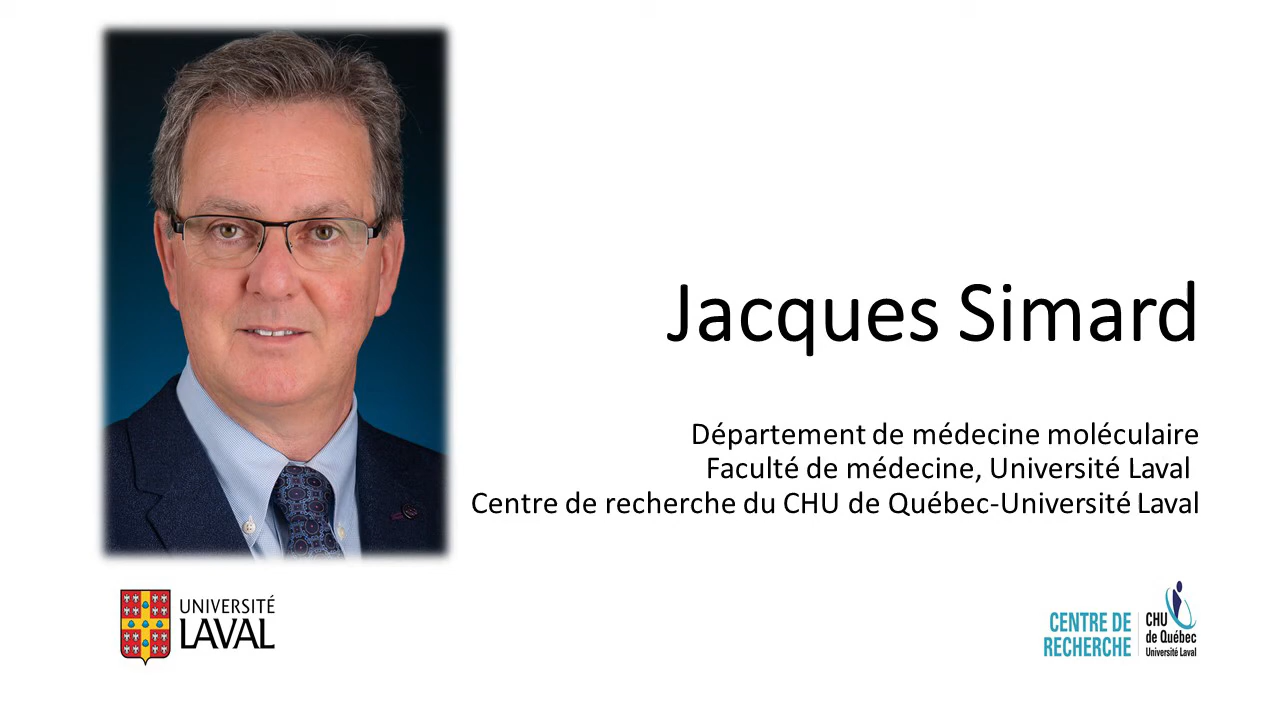 Jacques Simard
Département de médecine moléculaire
Faculté de médecine, Université Laval
Centre de recherche du CHU de Québec-Université Laval
UNIVERSITÉ
LAVAL
CENTRE DE
RECHERCHE
CHU
de Québec
Université Laval